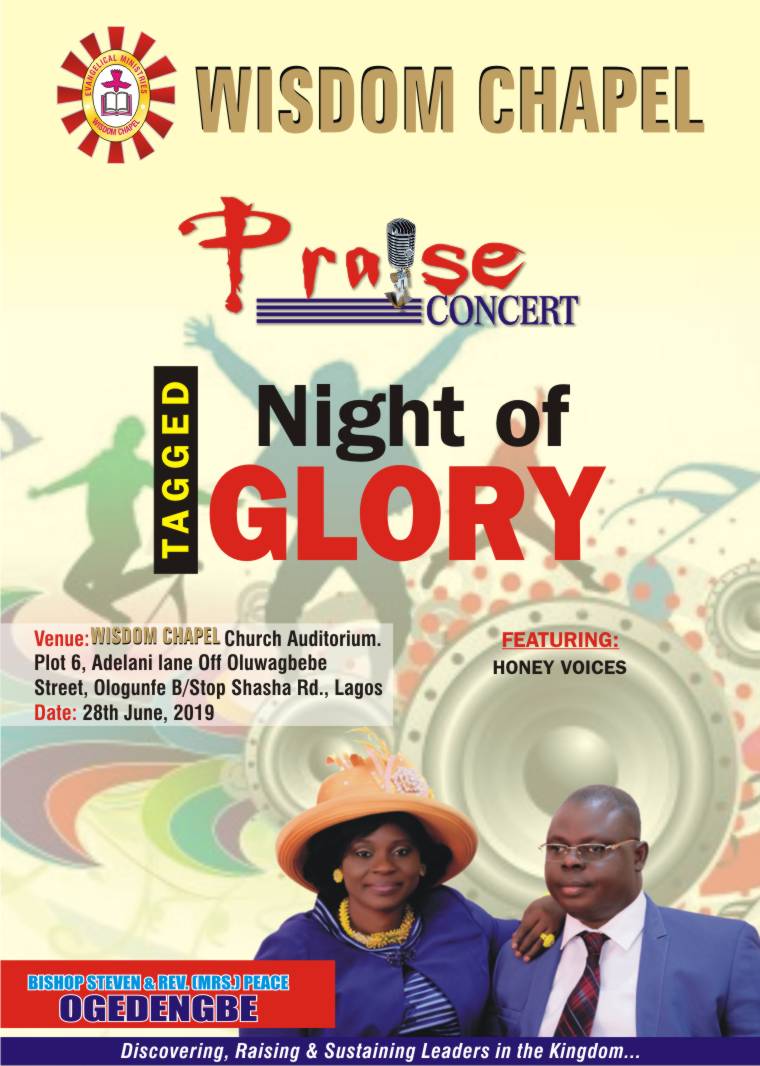 EVANGELICAL MINISTRIES
WISDOM CHAPEL
WISDOM CHAPEL
Praise
CONCERT
TAGGED
Night of
GLORY
Venue: WISDOM CHAPEL Church Auditorium.
Plot 6, Adelani lane Off Oluwagbebe
Street, Ologunfe B/Stop Shasha Rd., Lagos
Date: 28th June, 2019
FEATURING:
HONEY VOICES
BISHOP STEVEN & REV. (MRS.) PEACE
OGEDENGBE
Discovering, Raising & Sustaining Leaders in the Kingdom...